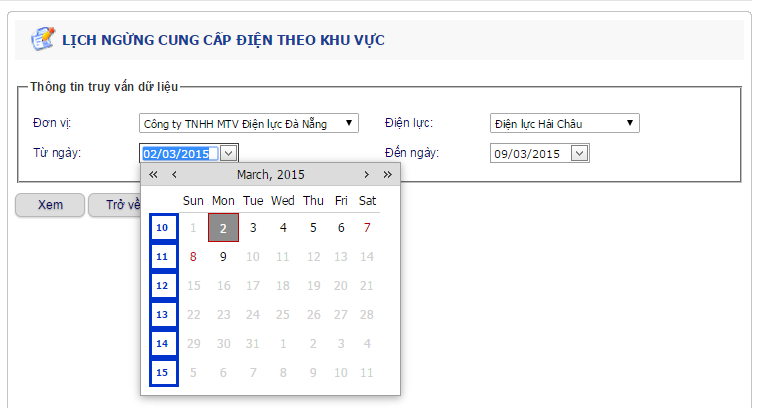 LỊCH NGỪNG CUNG CẤP ĐIỆN THEO KHU VỰC
Thông tin truy vấn dữ liệu
Đơn vị: Công ty TNHH MTV Điện lực Đà Nẵng Điện lực: Điện lực Hải Châu
Từ ngày: 02/03/2015 Đến ngày: 09/03/2015
« ‹ March, 2015 › »
Xem Trở về
Sun Mon Tue Wed Thu Fri Sat
10 1 2 3 4 5 6 7
11 8 9 10 11 12 13 14
12 15 16 17 18 19 20 21
13 22 23 24 25 26 27 28
14 29 30 31 1 2 3 4
15 5 6 7 8 9 10 11